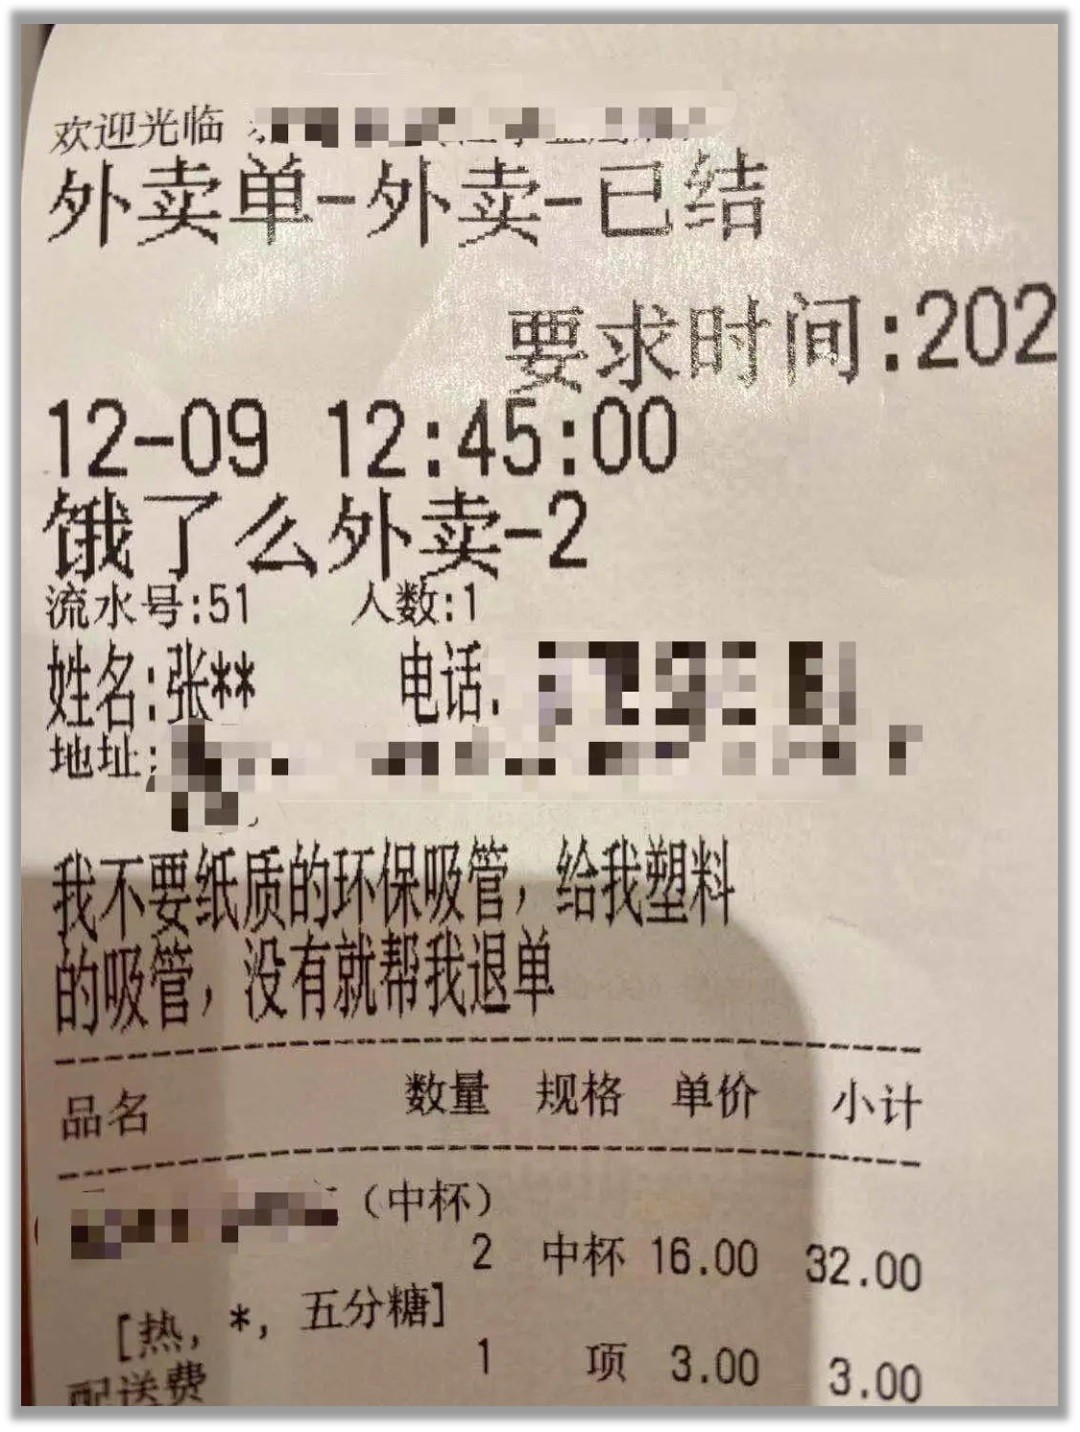 欢迎光临
外卖单-外卖-已结
要求时间:202
12-09 12:45:00
饿了么外卖-2
流水号:51 人数:1
姓名:张** 电话:
地址:
我不要纸质的环保吸管，给我塑料
的吸管，没有就帮我退单
品名 数量 规格 单价 小计
（中杯）
2 中杯 16.00 32.00
[热, *, 五分糖]
1 项 3.00 3.00
配送费